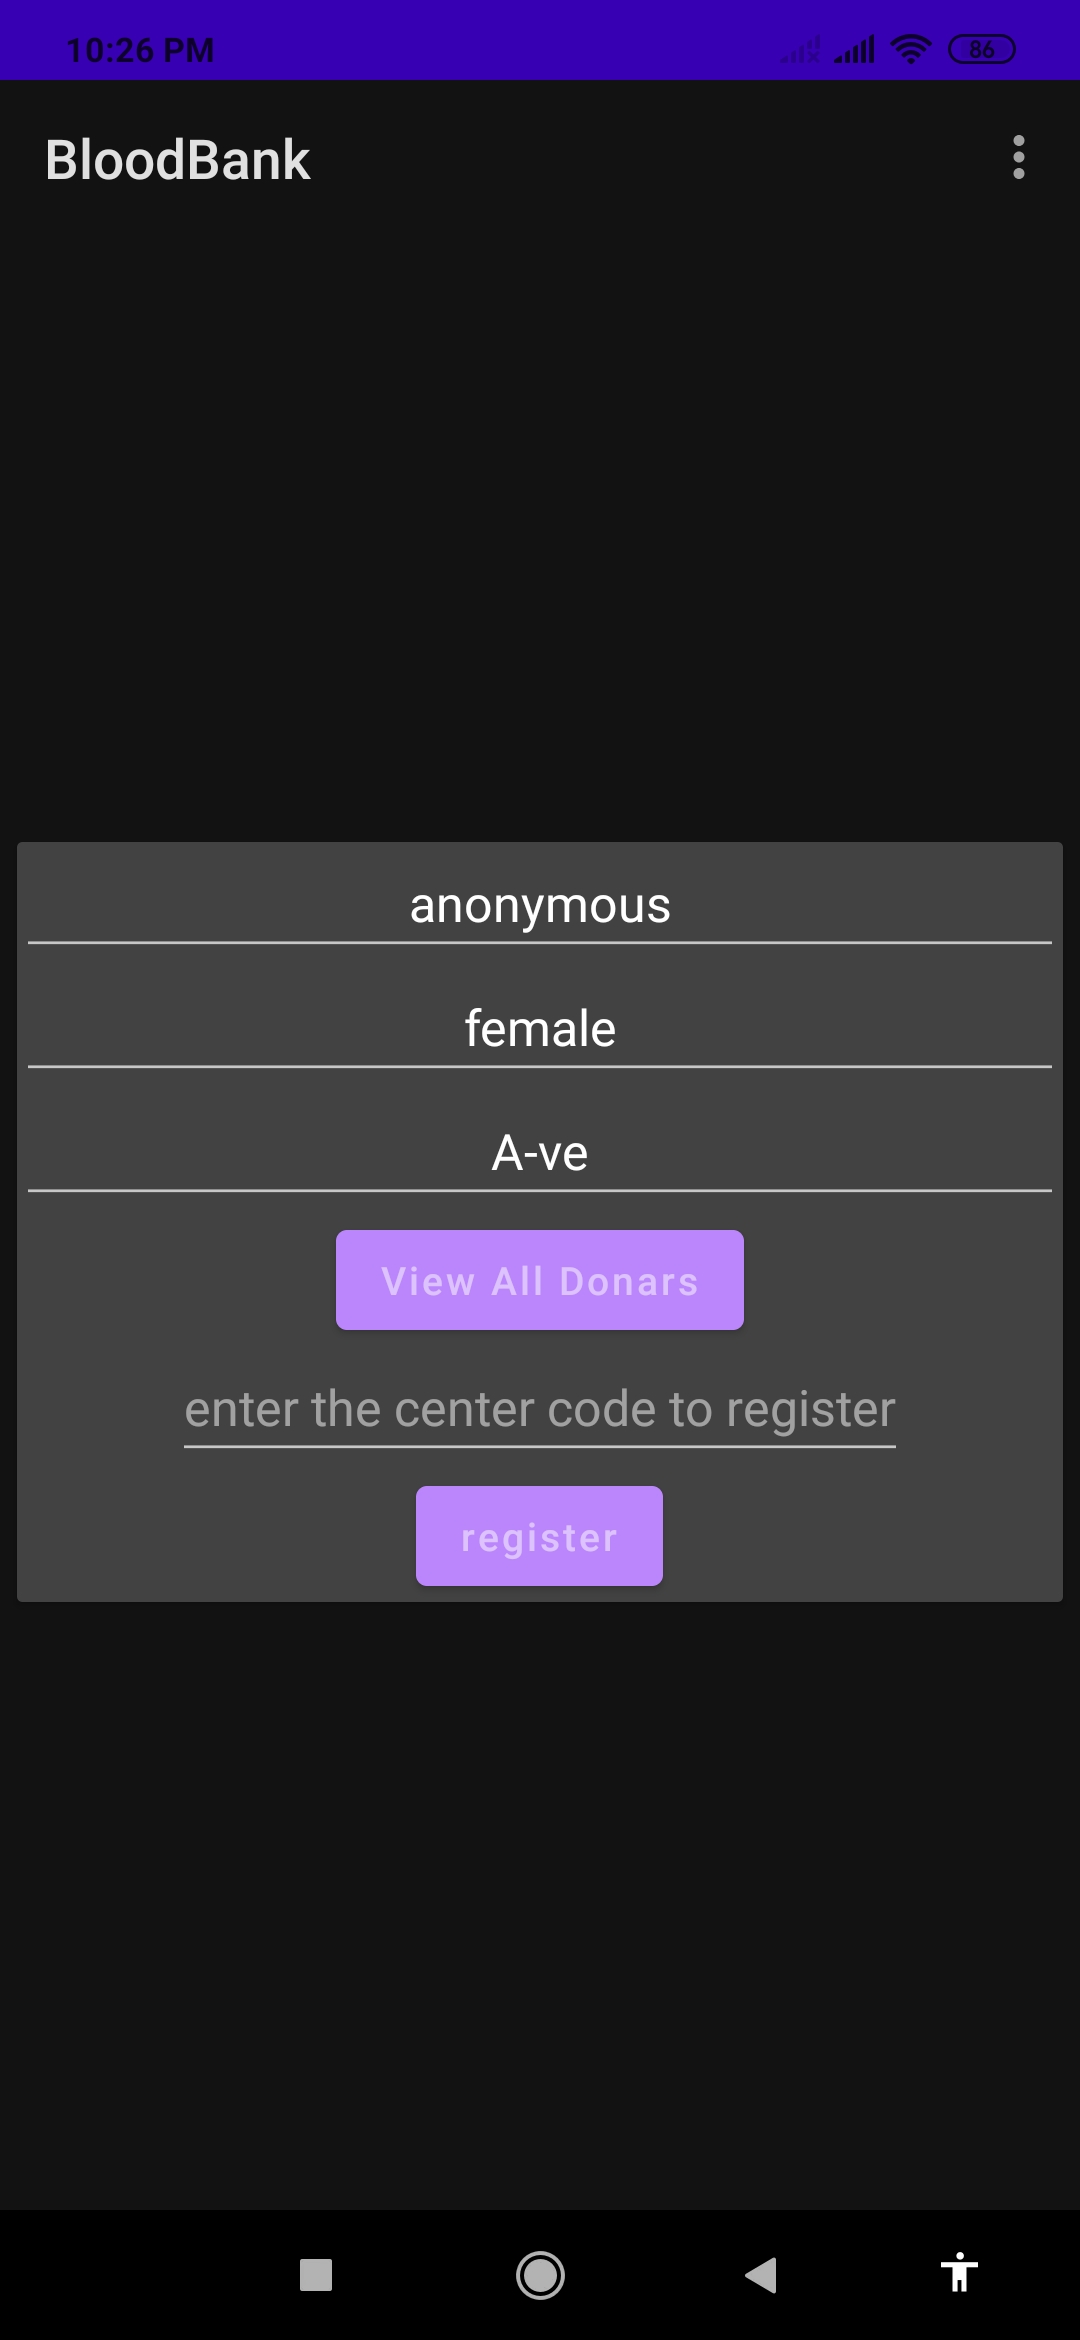 10:26 PM 86
BloodBank
anonymous
female
A-ve
View All Donars
enter the center code to register
register